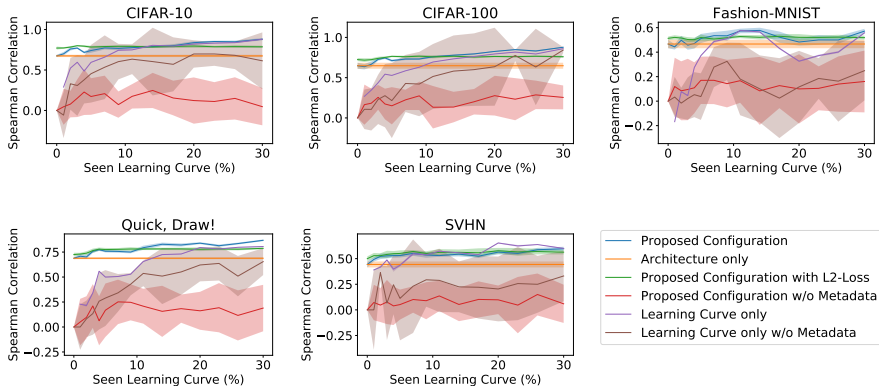 CIFAR-10
Spearman Correlation
1.0
0.5
0.0
0 10 20 30
Seen Learning Curve (%)
CIFAR-100
Spearman Correlation
1.0
0.5
0.0
0 10 20 30
Seen Learning Curve (%)
Fashion-MNIST
Spearman Correlation
0.6
0.4
0.2
0.0
−0.2
0 10 20 30
Seen Learning Curve (%)
Quick, Draw!
Spearman Correlation
0.75
0.50
0.25
0.00
−0.25
0 10 20 30
Seen Learning Curve (%)
SVHN
Spearman Correlation
0.50
0.25
0.00
−0.25
0 10 20 30
Seen Learning Curve (%)
Proposed Configuration
Architecture only
Proposed Configuration with L2-Loss
Proposed Configuration w/o Metadata
Learning Curve only
Learning Curve only w/o Metadata